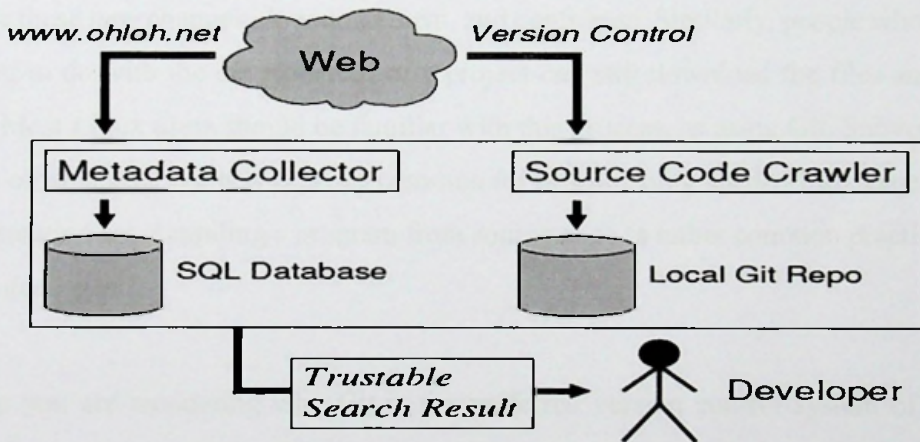 www.ohloh.net
Web
Version Control
Metadata Collector
Source Code Crawler
SQL Database
Local Git Repo
Trustable
Search Result
Developer